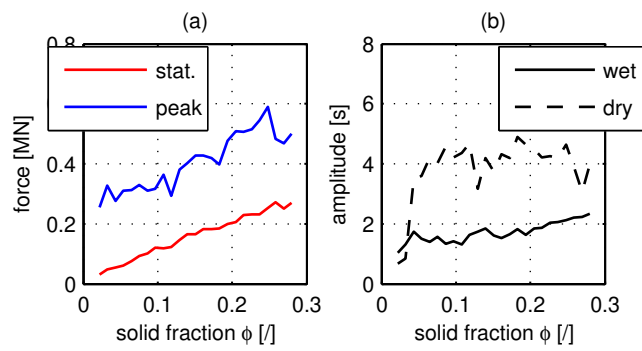 (a)
(b)
0.8
0.4
0.2
0
force [MN]
stat.
peak
0
0.1
0.2
0.3
solid fraction ϕ [/]
8
6
4
2
0
amplitude [s]
wet
dry
0
0.1
0.2
0.3
solid fraction ϕ [/]